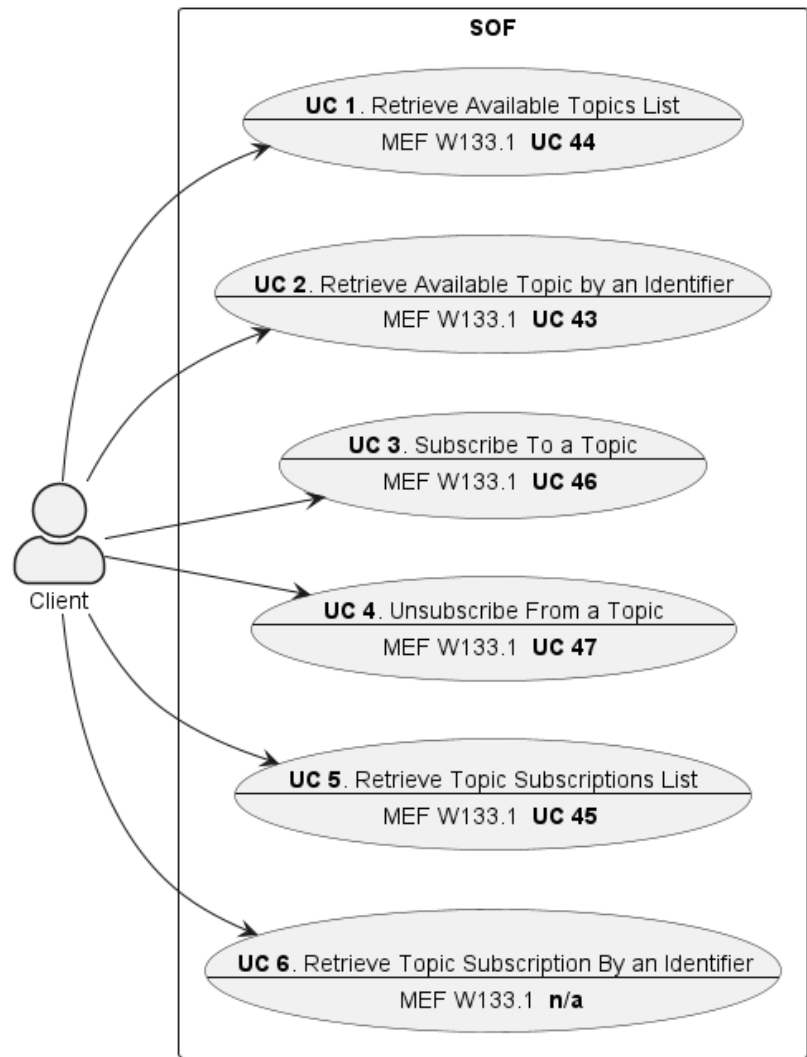 SOF
UC 1. Retrieve Available Topics List
MEF W133.1 UC 44
UC 2. Retrieve Available Topic by an Identifier
MEF W133.1 UC 43
UC 3. Subscribe To a Topic
MEF W133.1 UC 46
Client
UC 4. Unsubscribe From a Topic
MEF W133.1 UC 47
UC 5. Retrieve Topic Subscriptions List
MEF W133.1 UC 45
UC 6. Retrieve Topic Subscription By an Identifier
MEF W133.1 n/a